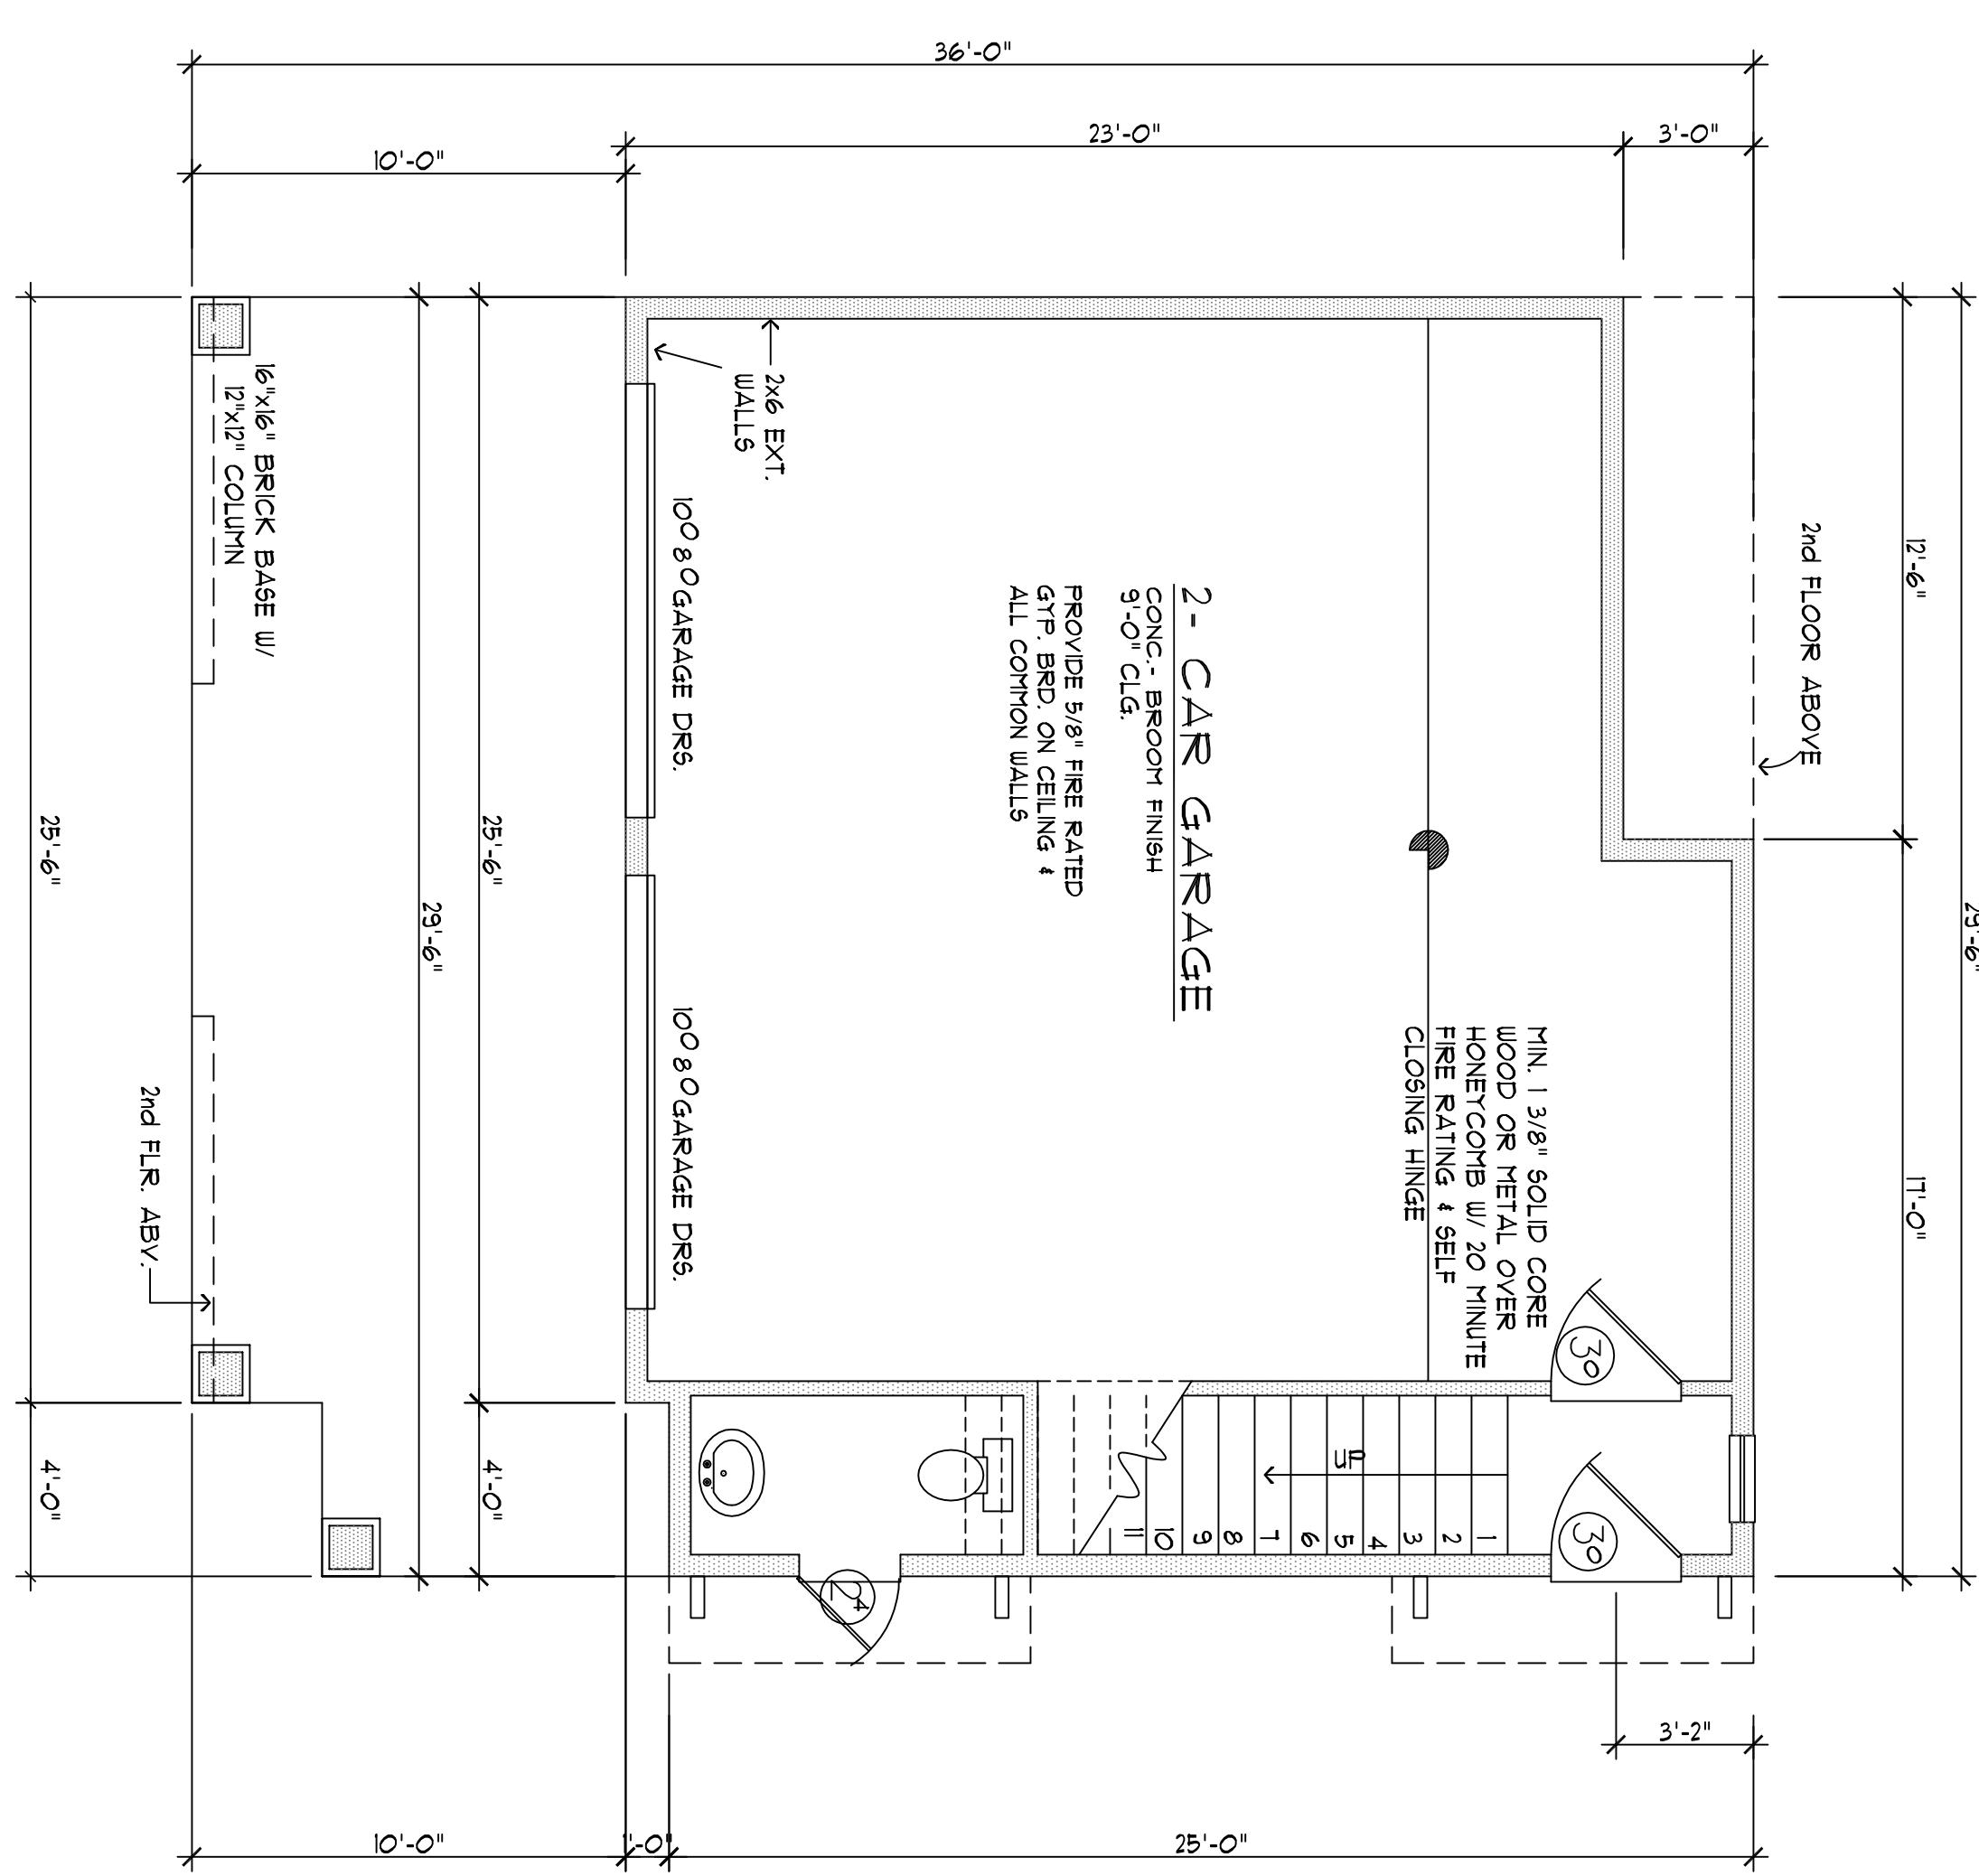 36'-0"
23'-0"
3'-0"
10'-0"
2nd FLOOR ABOVE
12'-6"
17'-0"
29'-6"
2x6 EXT.
WALLS
16"x16" BRICK BASE W/
12"x12" COLUMN
100 80 GARAGE DRS.
2- CAR GARAGE
CONC.- BROOM FINISH
9'-0" CLG.
PROVIDE 5/8" FIRE RATED
GYP. BRD. ON CEILING &
ALL COMMON WALLS
MIN. 1 3/8" SOLID CORE
WOOD OR METAL OVER
HONEYCOMB W/ 20 MINUTE
FIRE RATING & SELF
CLOSING HINGE
100 80 GARAGE DRS.
25'-6"
29'-6"
25'-6"
2nd FLR. ABV.
4'-0"
4'-0"
30
30
24
UP
1
2
3
4
5
6
7
8
9
10
11
3'-2"
10'-0"
1'-0"
25'-0"